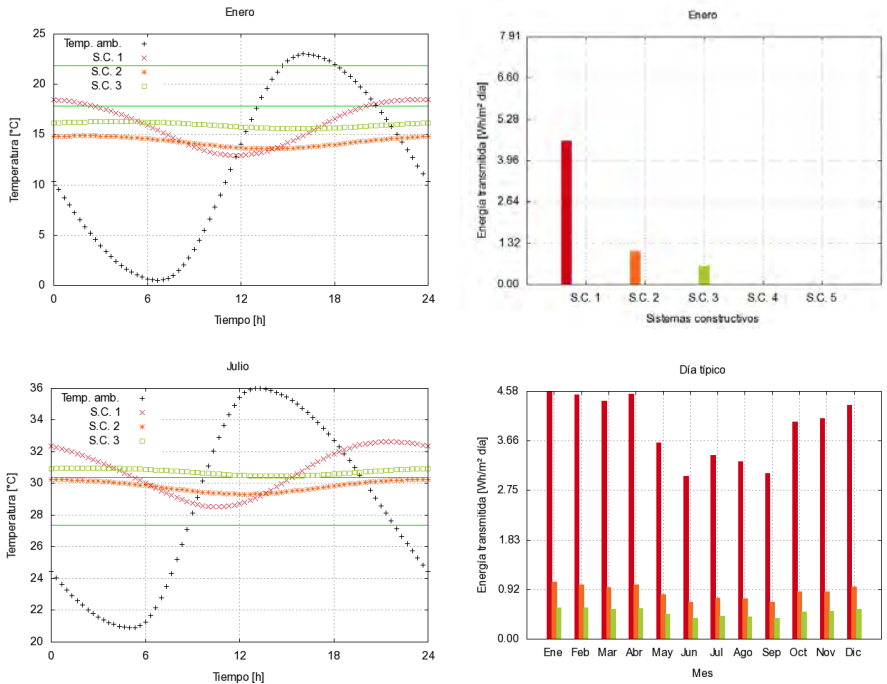 Enero
Temperatura [°C]
25
20
15
10
5
0
Temp. amb.
S.C. 1
S.C. 2
S.C. 3
0
6
12
18
24
Tiempo [h]
Enero
Energía transmitida [Wh/m² día]
7.91
6.60
5.28
3.96
2.64
1.32
0.00
S.C. 1
S.C. 2
S.C. 3
S.C. 4
S.C. 5
Sistemas constructivos
Julio
Temperatura [°C]
36
34
32
30
28
26
24
22
20
Temp. amb.
S.C. 1
S.C. 2
S.C. 3
0
6
12
18
24
Tiempo [h]
Día típico
Energía transmitida [Wh/m² día]
4.58
3.66
2.75
1.83
0.92
0.00
Ene
Feb
Mar
Abr
May
Jun
Jul
Ago
Sep
Oct
Nov
Dic
Mes